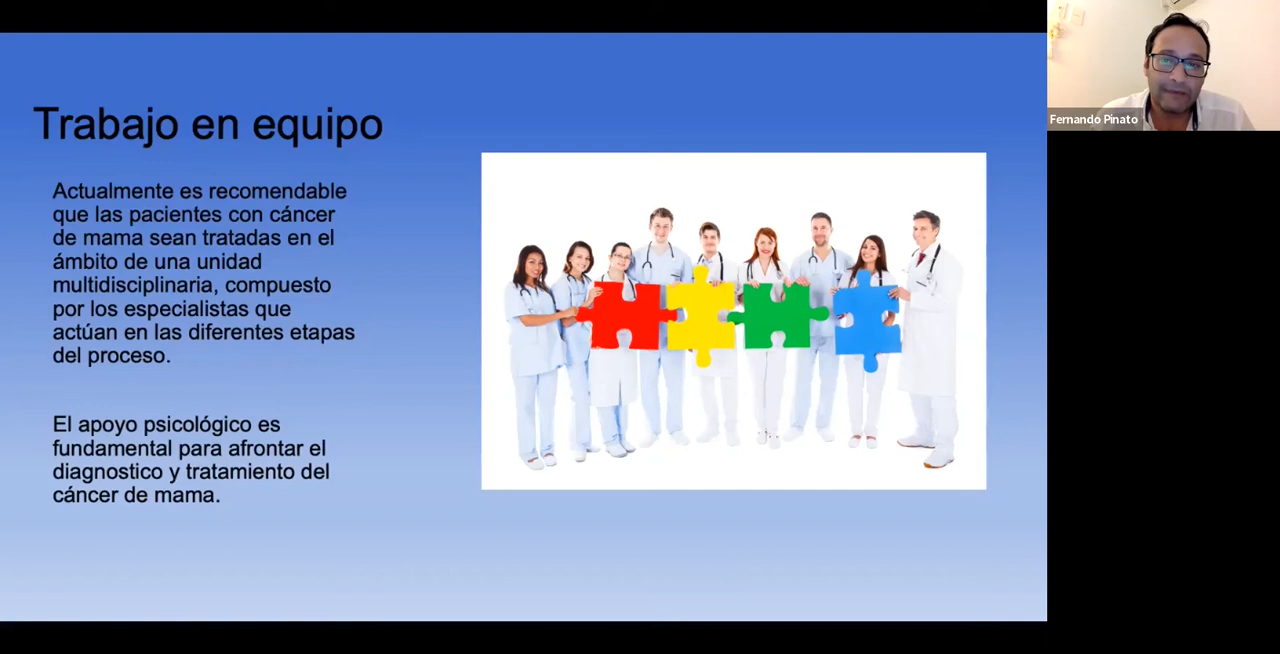 Trabajo en equipo
Actualmente es recomendable
que las pacientes con cáncer
de mama sean tratadas en el
ámbito de una unidad
multidisciplinaria, compuesto
por los especialistas que
actúan en las diferentes etapas
del proceso.
El apoyo psicológico es
fundamental para afrontar el
diagnostico y tratamiento del
cáncer de mama.
Fernando Pinato